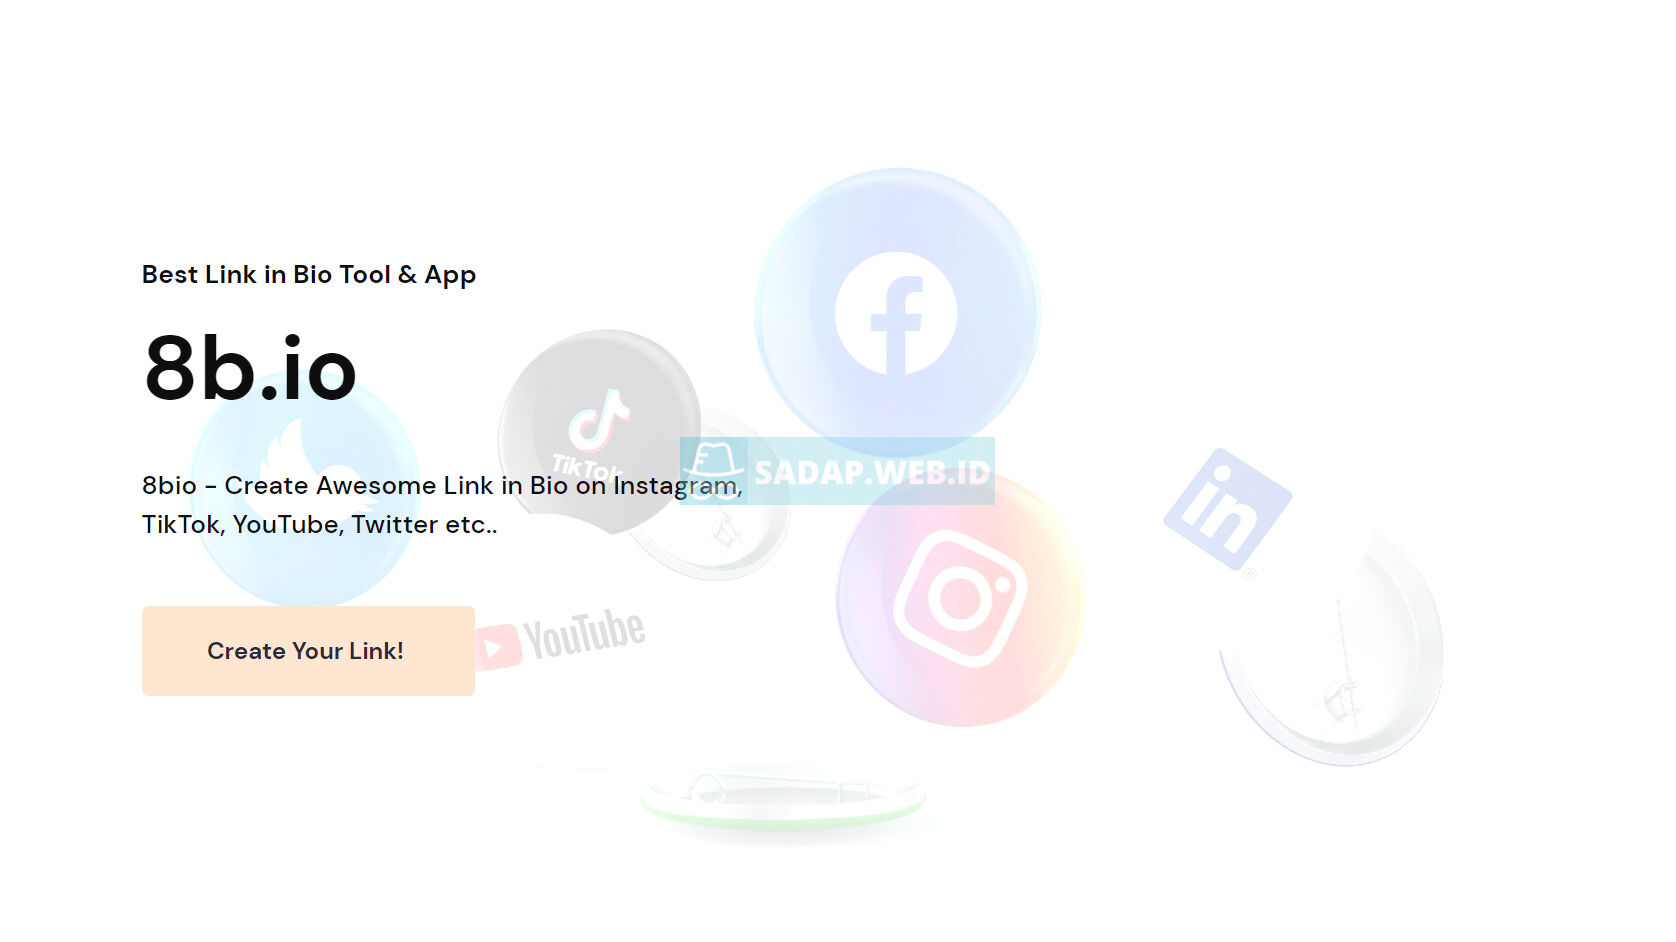 Best Link in Bio Tool & App
8b.io
8bio - Create Awesome Link in Bio on Instagram,
TikTok, YouTube, Twitter etc..
Create Your Link!
TikTok
SADAP.WEB.ID
in
®
YouTube